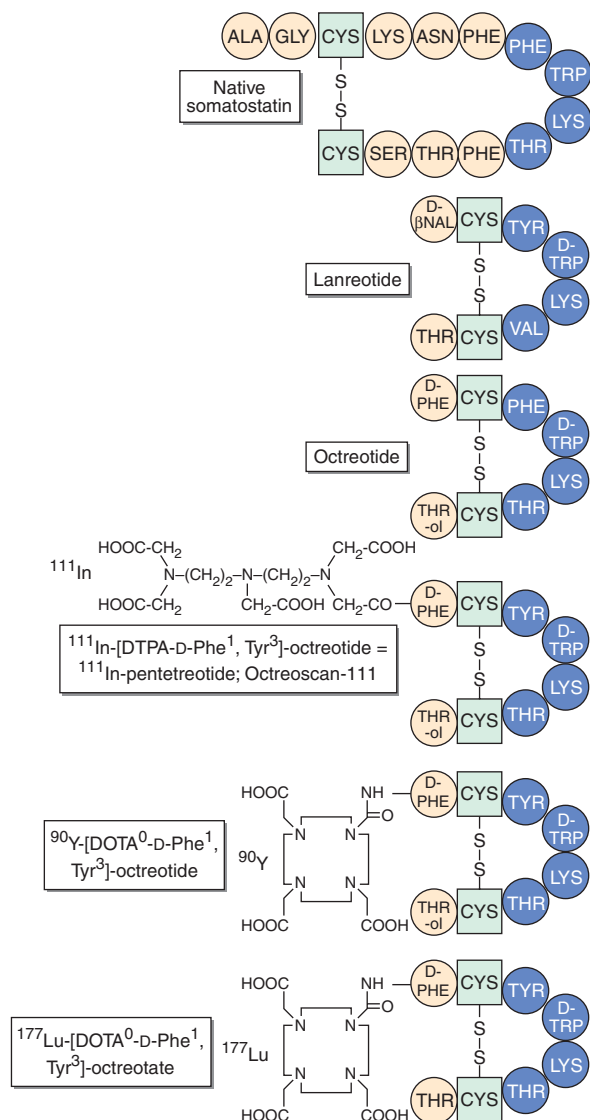 ALA GLY CYS LYS ASN PHE PHE
TRP
LYS
THR
S
S
Native
somatostatin
CYS SER THR PHE
D-
βNAL CYS TYR
D-
TRP
S
S
Lanreotide
LYS
VAL
THR CYS
D-
PHE CYS PHE
D-
TRP
S
S
Octreotide
LYS
THR
THR
-ol CYS
111In
HOOC-CH2 CH2-COOH
N–(CH2)2–N–(CH2)2–N
HOOC-CH2 CH2-COOH CH2-CO
D-
PHE CYS TYR
D-
TRP
S
S
LYS
THR
THR
-ol CYS
111In-[DTPA-D-Phe1, Tyr3]-octreotide =
111In-pentetreotide; Octreoscan-111
HOOC NH
O
N N
N N
HOOC COOH
90Y
90Y-[DOTA0-D-Phe1,
Tyr3]-octreotide
D-
PHE CYS TYR
D-
TRP
S
S
LYS
THR
THR
-ol CYS
HOOC NH
O
N N
N N
HOOC COOH
177Lu
177Lu-[DOTA0-D-Phe1,
Tyr3]-octreotate
D-
PHE CYS TYR
D-
TRP
S
S
LYS
THR
THR CYS